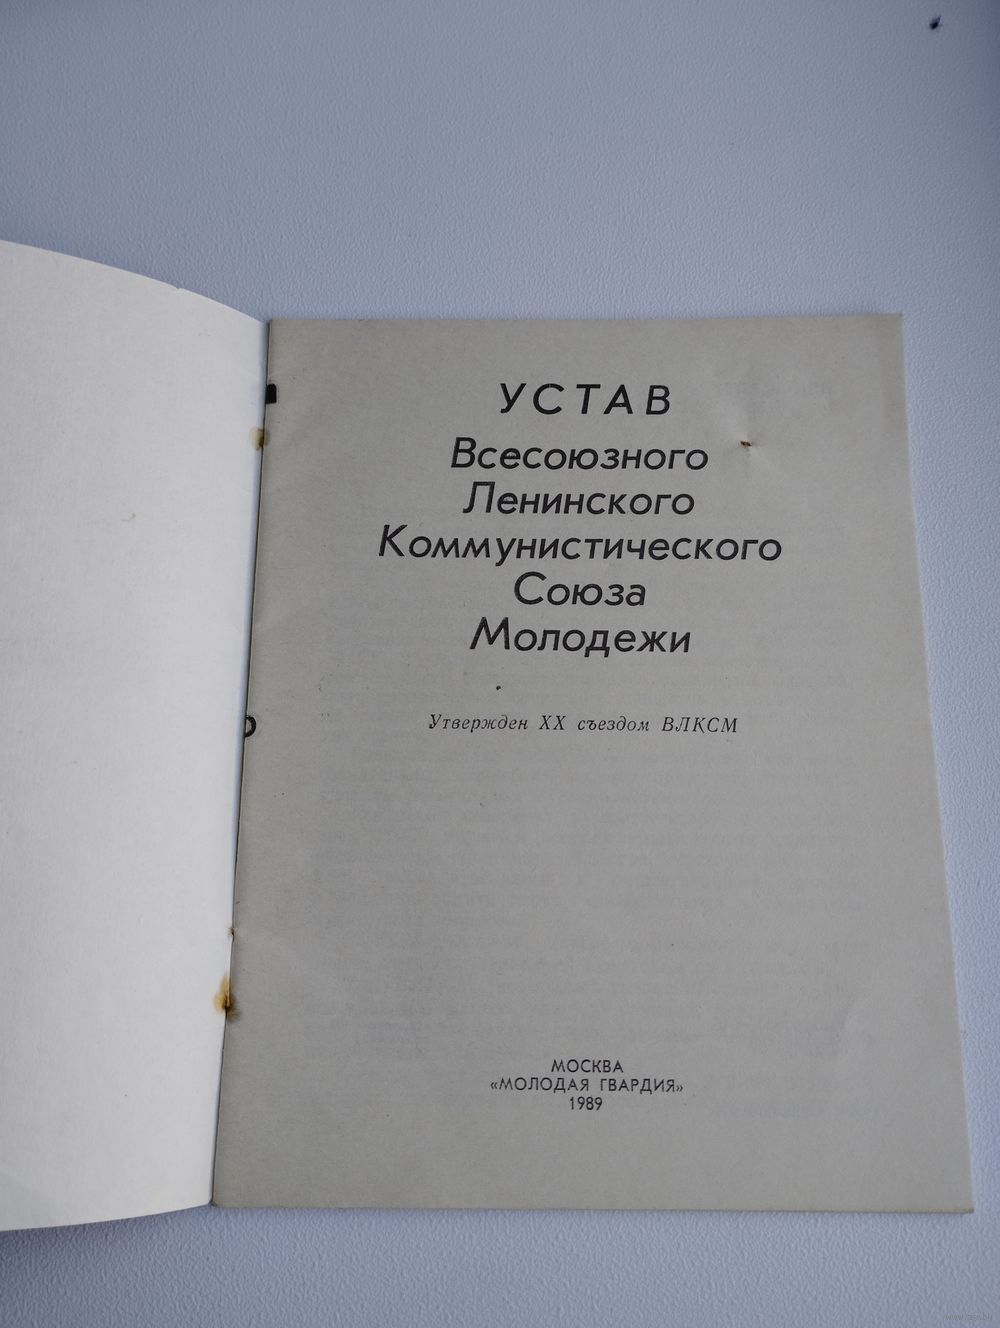 УСТАВ
Всесоюзного
Ленинского
Коммунистического
Союза
Молодежи
Утвержден XX съездом ВЛКСМ
МОСКВА
«МОЛОДАЯ ГВАРДИЯ»
1989